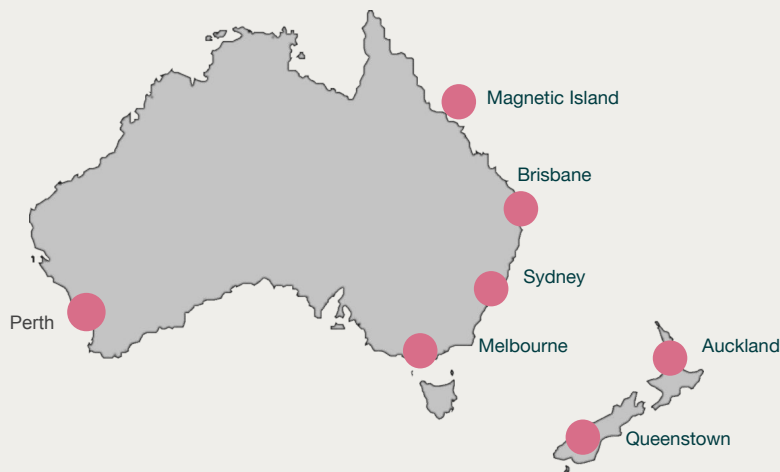 Magnetic Island
Brisbane
Sydney
Perth
Melbourne
Auckland
Queenstown